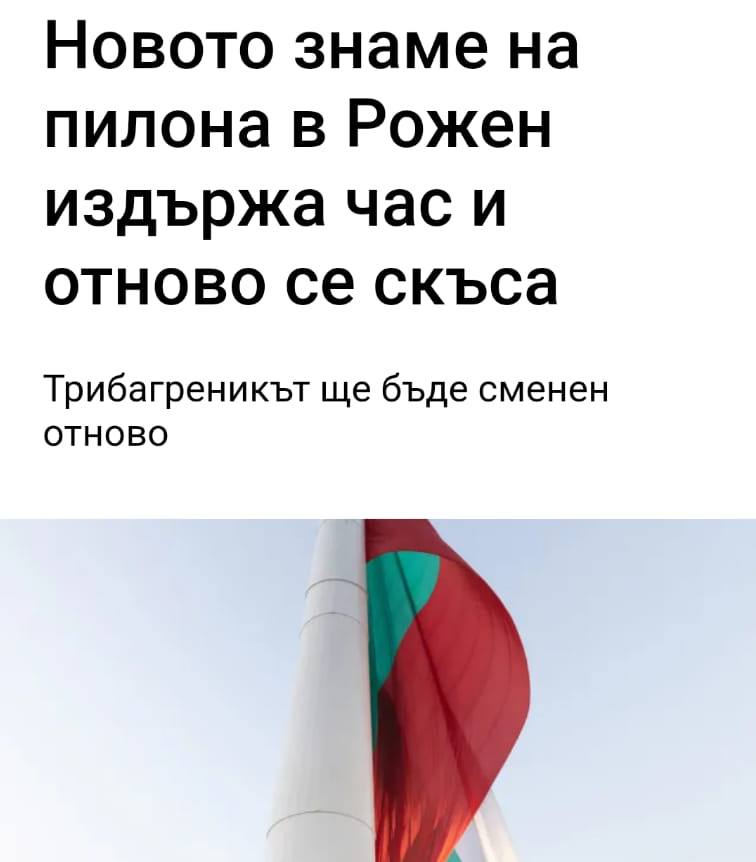 Новото знаме на
пилона в Рожен
издържа час и
отново се скъса
Трибагреникът ще бъде сменен
отново